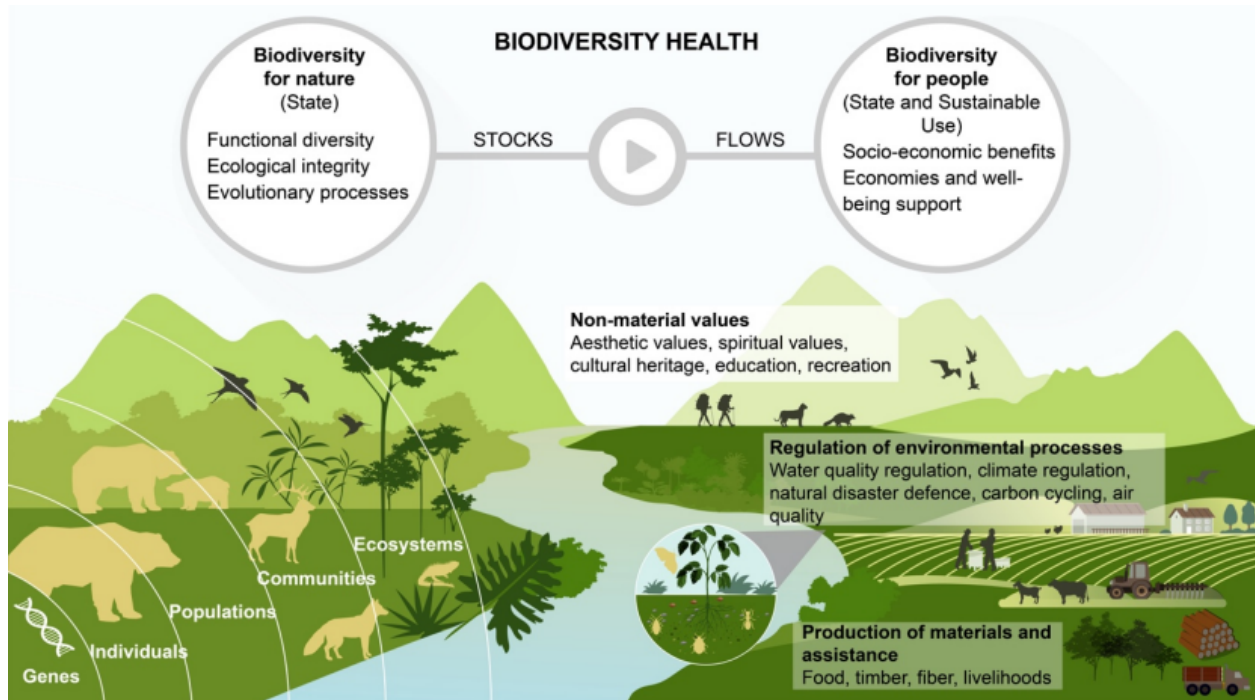 BIODIVERSITY HEALTH
Biodiversity
for nature
(State)
Functional diversity
Ecological integrity
Evolutionary processes
STOCKS
FLOWS
Biodiversity
for people
(State and Sustainable
Use)
Socio-economic benefits
Economies and well-
being support
Non-material values
Aesthetic values, spiritual values,
cultural heritage, education, recreation
Regulation of environmental processes
Water quality regulation, climate regulation,
natural disaster defence, carbon cycling, air
quality
Ecosystems
Communities
Populations
Individuals
Genes
Production of materials and
assistance
Food, timber, fiber, livelihoods